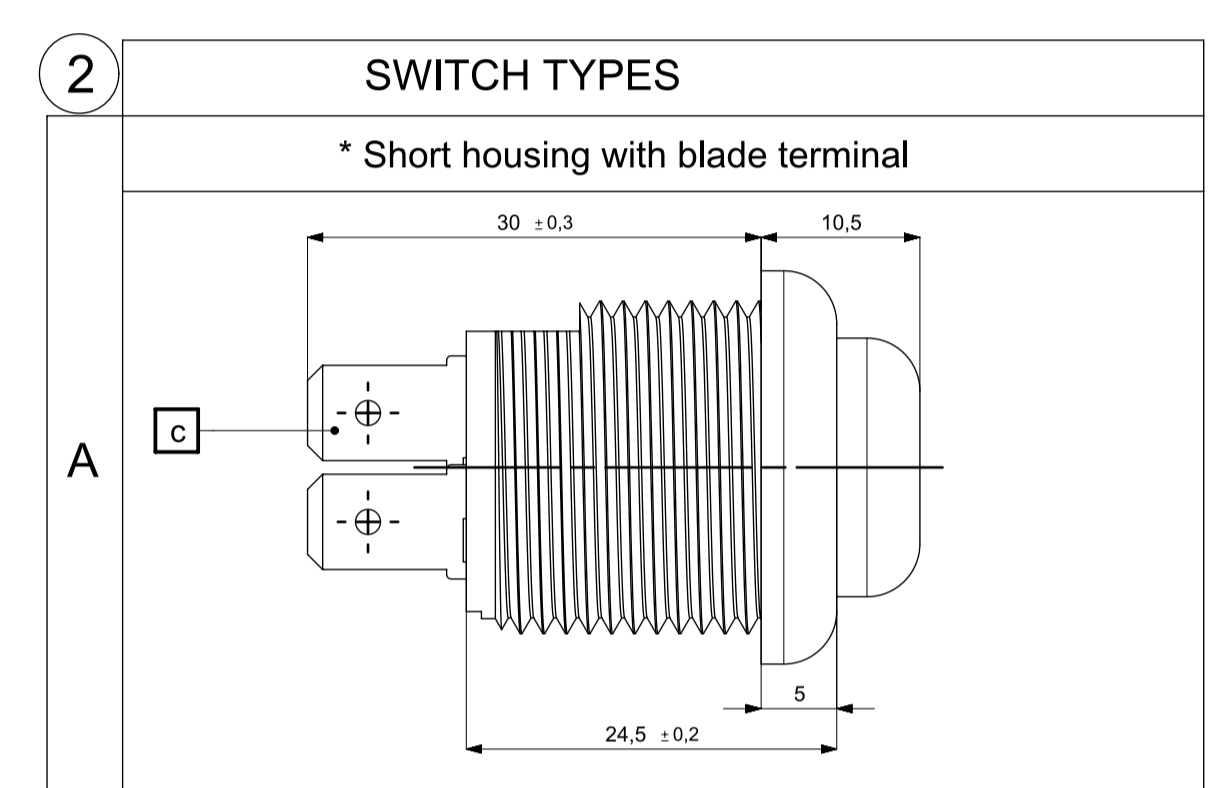 2
SWITCH TYPES
* Short housing with blade terminal
30 ±0,3
10,5
c
A
5
24,5 ±0,2